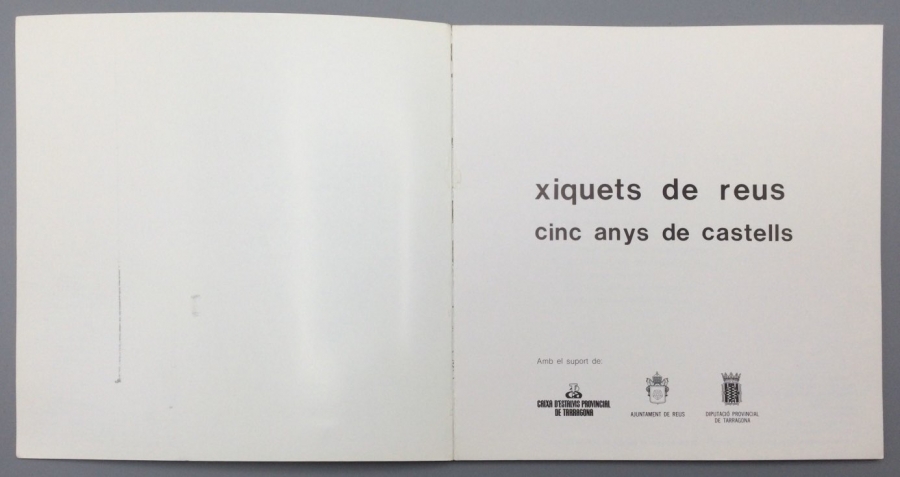 xiquets de reus
cinc anys de castells
Amb el suport de:
CAIXA D'ESTALVIS PROVINCIAL
DE TARRAGONA
AJUNTAMENT DE REUS
DIPUTACIÓ PROVINCIAL
DE TARRAGONA